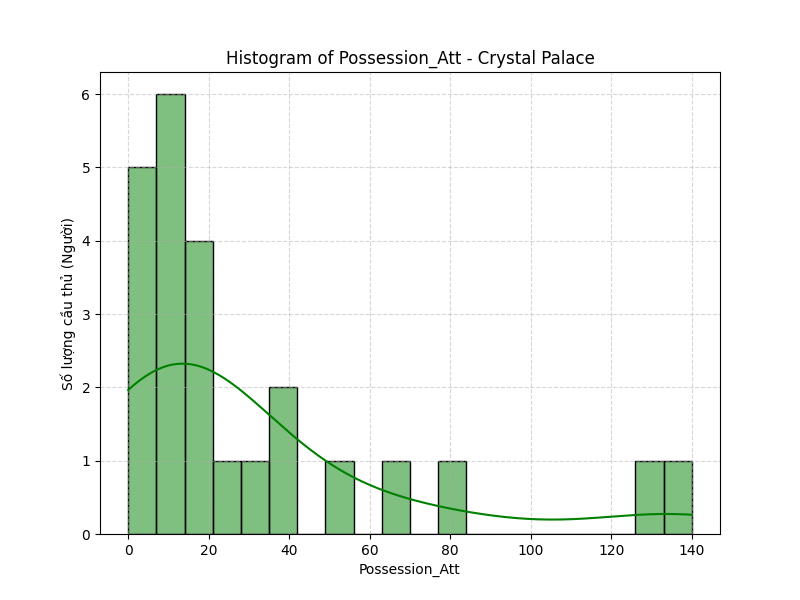 Histogram of Possession_Att - Crystal Palace
Số lượng cầu thủ (Người)
6
5
4
3
2
1
0
0 20 40 60 80 100 120 140
Possession_Att